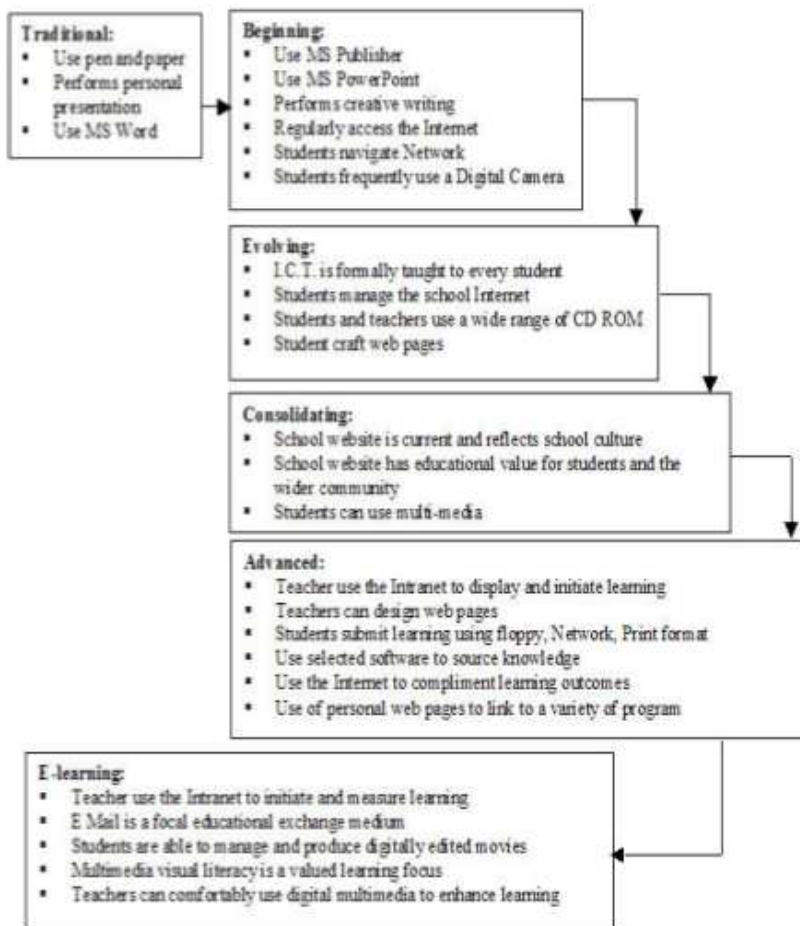 Traditional:
▪ Use pen and paper
▪ Performs personal
presentation
▪ Use MS Word
Beginning:
▪ Use MS Publisher
▪ Use MS PowerPoint
▪ Performs creative writing
▪ Regularly access the Internet
▪ Students navigate Network
▪ Students frequently use a Digital Camera
Evolving:
▪ I.C.T. is formally taught to every student
▪ Students manage the school Internet
▪ Students and teachers use a wide range of CD ROM
▪ Student craft web pages
Consolidating:
▪ School website is current and reflects school culture
▪ School website has educational value for students and the
wider community
▪ Students can use multi-media
Advanced:
▪ Teacher use the Intranet to display and initiate learning
▪ Teachers can design web pages
▪ Students submit learning using floppy, Network, Print format
▪ Use selected software to source knowledge
▪ Use the Internet to compliment learning outcomes
▪ Use of personal web pages to link to a variety of program
E-learning:
▪ Teacher use the Intranet to initiate and measure learning
▪ E Mail is a focal educational exchange medium
▪ Students are able to manage and produce digitally edited movies
▪ Multimedia visual literacy is a valued learning focus
▪ Teachers can comfortably use digital multimedia to enhance learning